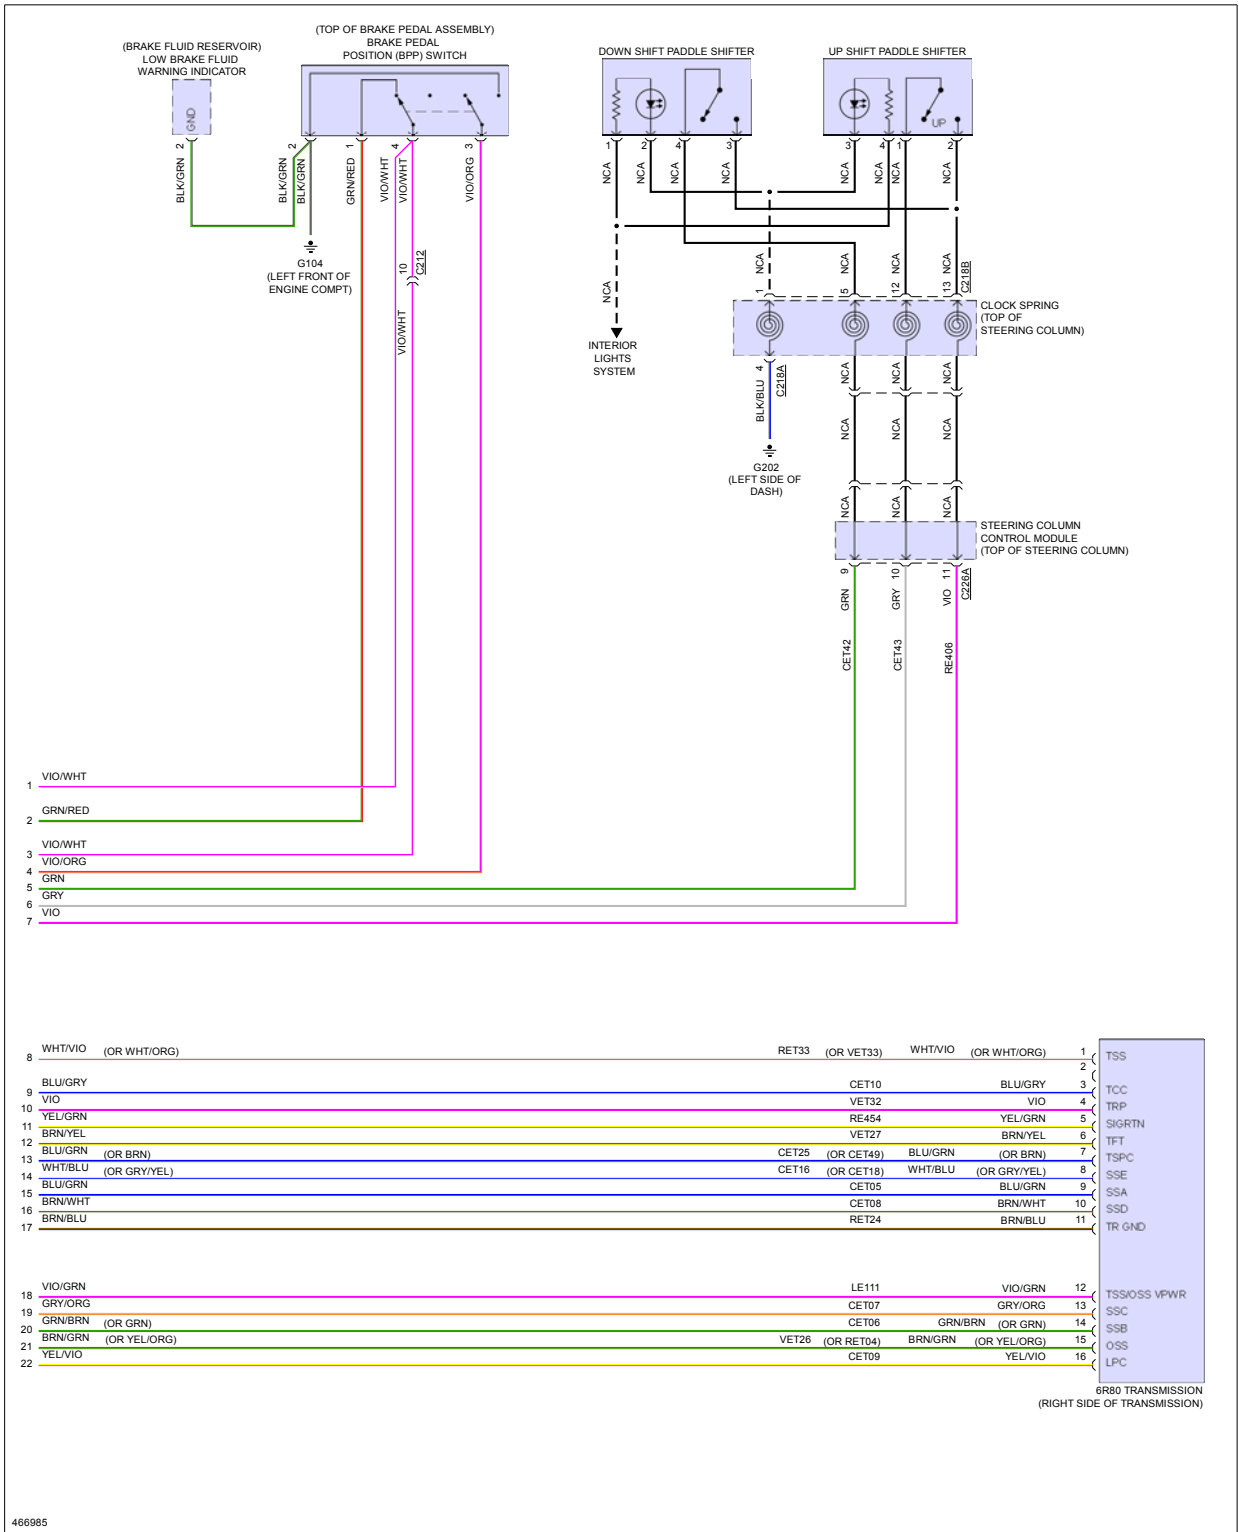 (TOP OF BRAKE PEDAL ASSEMBLY)
BRAKE PEDAL
POSITION (BPP) SWITCH
(BRAKE FLUID RESERVOIR)
LOW BRAKE FLUID
WARNING INDICATOR
DOWN SHIFT PADDLE SHIFTER
UP SHIFT PADDLE SHIFTER
GND
UP
2
2
1
4
3
1
2
4
3
3
4
1
2
BLK/GRN
BLK/GRN
BLK/GRN
GRN/RED
VIO/WHT
VIO/WHT
VIO/ORG
NCA
NCA
NCA
NCA
NCA
NCA
NCA
NCA
G104
(LEFT FRONT OF
ENGINE COMPT)
10
C212
VIO/WHT
NCA
INTERIOR
LIGHTS
SYSTEM
NCA
NCA
NCA
NCA
1
5
12
13
C218B
CLOCK SPRING
(TOP OF
STEERING COLUMN)
4
C218A
BLK/BLU
NCA
NCA
NCA
G202
(LEFT SIDE OF
DASH)
NCA
NCA
NCA
NCA
NCA
NCA
STEERING COLUMN
CONTROL MODULE
(TOP OF STEERING COLUMN)
9
10
11
C226A
GRN
GRY
VIO
CET42
CET43
RE406
1 VIO/WHT
2 GRN/RED
3 VIO/WHT
4 VIO/ORG
5 GRN
6 GRY
7 VIO
8 WHT/VIO (OR WHT/ORG) RET33 (OR VET33) WHT/VIO (OR WHT/ORG) 1 TSS
2
9 BLU/GRY CET10 BLU/GRY 3 TCC
10 VIO VET32 VIO 4 TRP
11 YEL/GRN RE454 YEL/GRN 5 SIGRTN
12 BRN/YEL VET27 BRN/YEL 6 TFT
13 BLU/GRN (OR BRN) CET25 (OR CET49) BLU/GRN (OR BRN) 7 TSPC
14 WHT/BLU (OR GRY/YEL) CET16 (OR CET18) WHT/BLU (OR GRY/YEL) 8 SSE
15 BLU/GRN CET05 BLU/GRN 9 SSA
16 BRN/WHT CET08 BRN/WHT 10 SSD
17 BRN/BLU RET24 BRN/BLU 11 TR GND
18 VIO/GRN LE111 VIO/GRN 12 TSS/OSS VPWR
19 GRY/ORG CET07 GRY/ORG 13 SSC
20 GRN/BRN (OR GRN) CET06 GRN/BRN (OR GRN) 14 SSB
21 BRN/GRN (OR YEL/ORG) VET26 (OR RET04) BRN/GRN (OR YEL/ORG) 15 OSS
22 YEL/VIO CET09 YEL/VIO 16 LPC
6R80 TRANSMISSION
(RIGHT SIDE OF TRANSMISSION)
466985